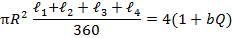 πR² (ℓ₁+ℓ₂ + ℓ₃ + ℓ₄)/360 = 4(1 + bQ)